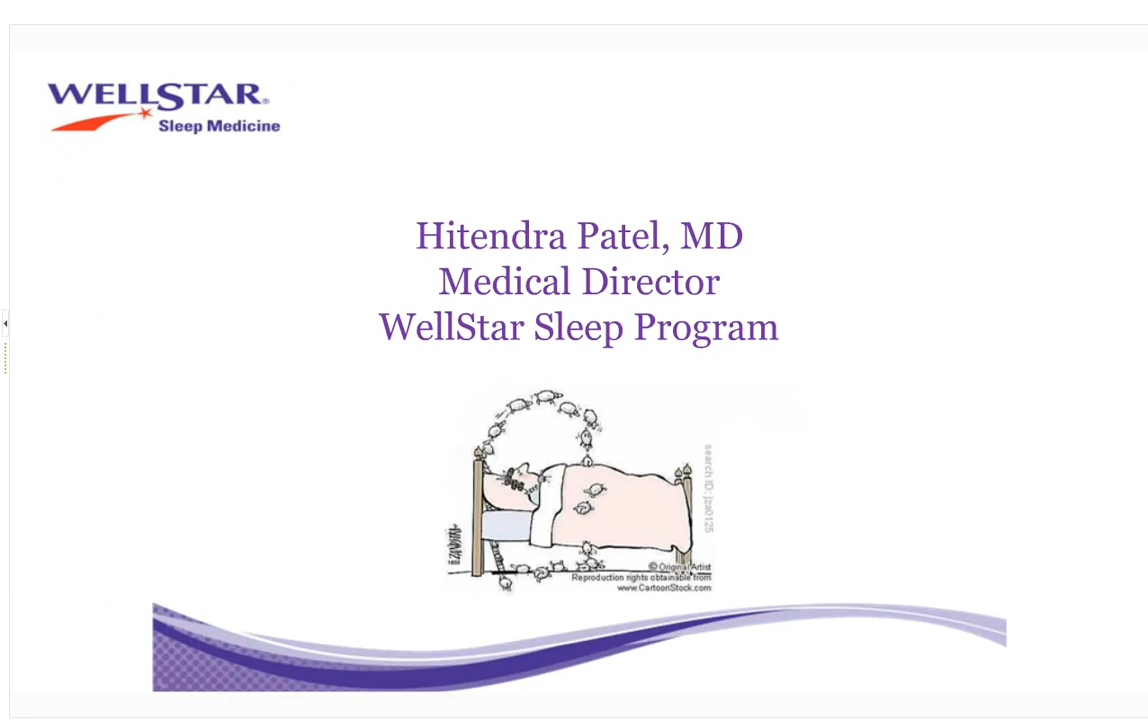 WELLSTAR®
Sleep Medicine
Hitendra Patel, MD
Medical Director
WellStar Sleep Program
search ID: jza0125
© Original Artist
Reproduction rights obtainable from
www.CartoonStock.com